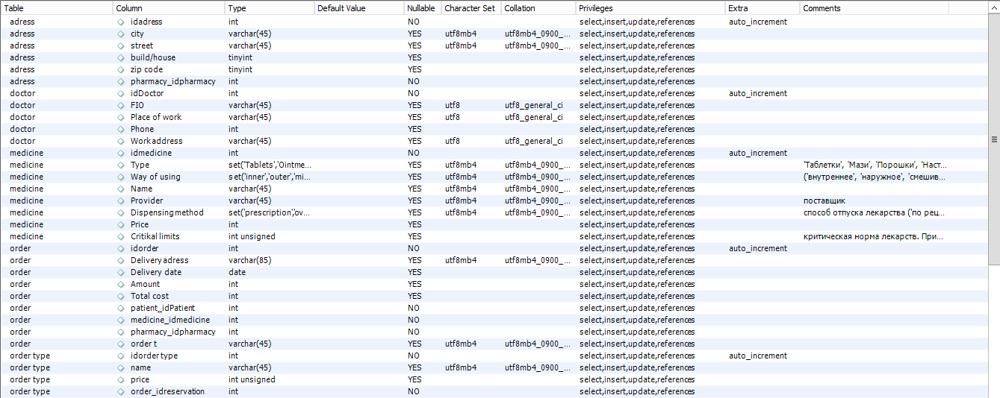 Table Column Type Default Value Nullable Character Set Collation Privileges Extra Comments
adress idadress int NO select,insert,update,references auto_increment
adress city varchar(45) YES utf8mb4 utf8mb4_0900_... select,insert,update,references
adress street varchar(45) YES utf8mb4 utf8mb4_0900_... select,insert,update,references
adress build/house tinyint YES select,insert,update,references
adress zip code tinyint YES select,insert,update,references
adress pharmacy_idpharmacy int NO select,insert,update,references
doctor idDoctor int NO select,insert,update,references auto_increment
doctor FIO varchar(45) YES utf8 utf8_general_ci select,insert,update,references
doctor Place of work varchar(45) YES utf8 utf8_general_ci select,insert,update,references
doctor Phone int YES select,insert,update,references
doctor Work address varchar(45) YES utf8 utf8_general_ci select,insert,update,references
medicine idmedicine int NO select,insert,update,references auto_increment
medicine Type set('Tablets','Ointme... YES utf8mb4 utf8mb4_0900_... select,insert,update,references 'Таблетки', 'Мази', 'Порошки', 'Наст...
medicine Way of using set('inner','outer','mi... YES utf8mb4 utf8mb4_0900_... select,insert,update,references ('внутреннее', 'наружное', 'смешив...
medicine Name varchar(45) YES utf8mb4 utf8mb4_0900_... select,insert,update,references
medicine Provider varchar(45) YES utf8mb4 utf8mb4_0900_... select,insert,update,references поставщик
medicine Dispensing method set('prescription','ov... YES utf8mb4 utf8mb4_0900_... select,insert,update,references способ отпуска лекарства ('по рец...
medicine Price int YES select,insert,update,references
medicine Critikal limits int unsigned YES select,insert,update,references критическая норма лекарств. При...
order idorder int NO select,insert,update,references auto_increment
order Delivery adress varchar(85) YES utf8mb4 utf8mb4_0900_... select,insert,update,references
order Delivery date date YES select,insert,update,references
order Amount int YES select,insert,update,references
order Total cost int YES select,insert,update,references
order patient_idPatient int NO select,insert,update,references
order medicine_idmedicine int NO select,insert,update,references
order pharmacy_idpharmacy int NO select,insert,update,references
order order t varchar(45) YES utf8mb4 utf8mb4_0900_... select,insert,update,references
order type idorder type int NO select,insert,update,references auto_increment
order type name varchar(45) YES utf8mb4 utf8mb4_0900_... select,insert,update,references
order type price int unsigned YES select,insert,update,references
order type order_idreservation int NO select,insert,update,references